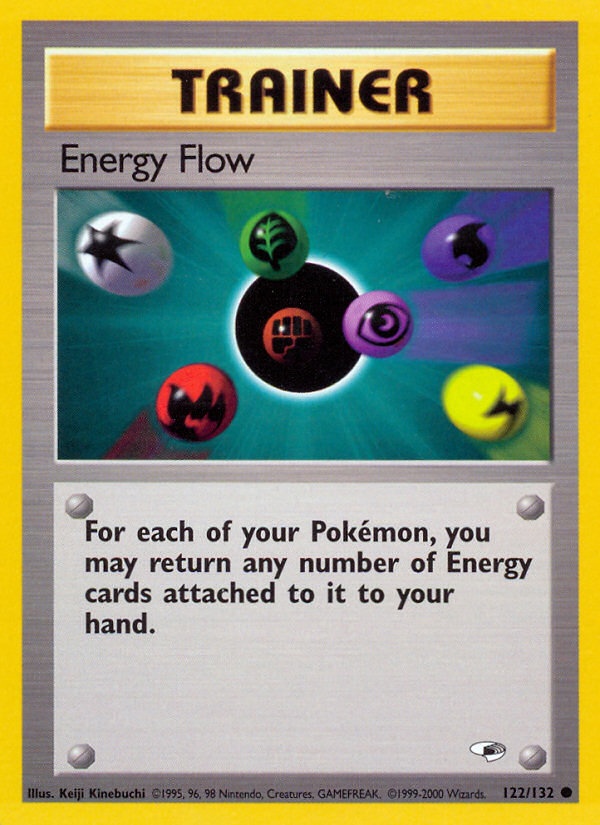 TRAINER
Energy Flow
For each of your Pokémon, you
may return any number of Energy
cards attached to it to your
hand.
Illus. Keiji Kinebuchi ©1995, 96, 98 Nintendo, Creatures, GAMEFREAK. ©1999-2000 Wizards. 122/132 ●